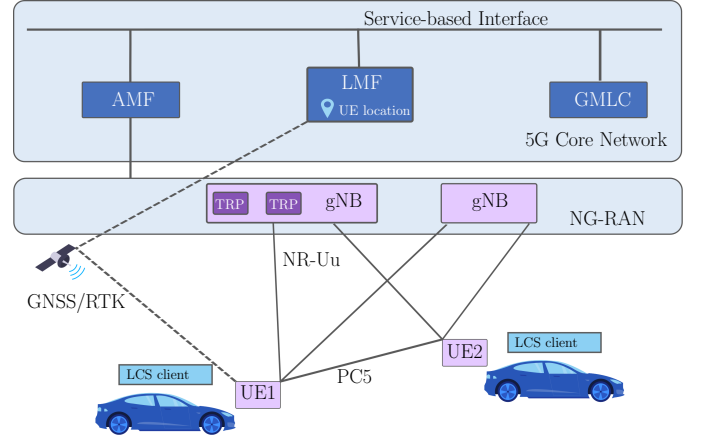 Service-based Interface
AMF
LMF
UE location
GMLC
5G Core Network
TRP
TRP
gNB
gNB
NG-RAN
NR-Uu
GNSS/RTK
UE2
LCS client
PC5
LCS client
UE1